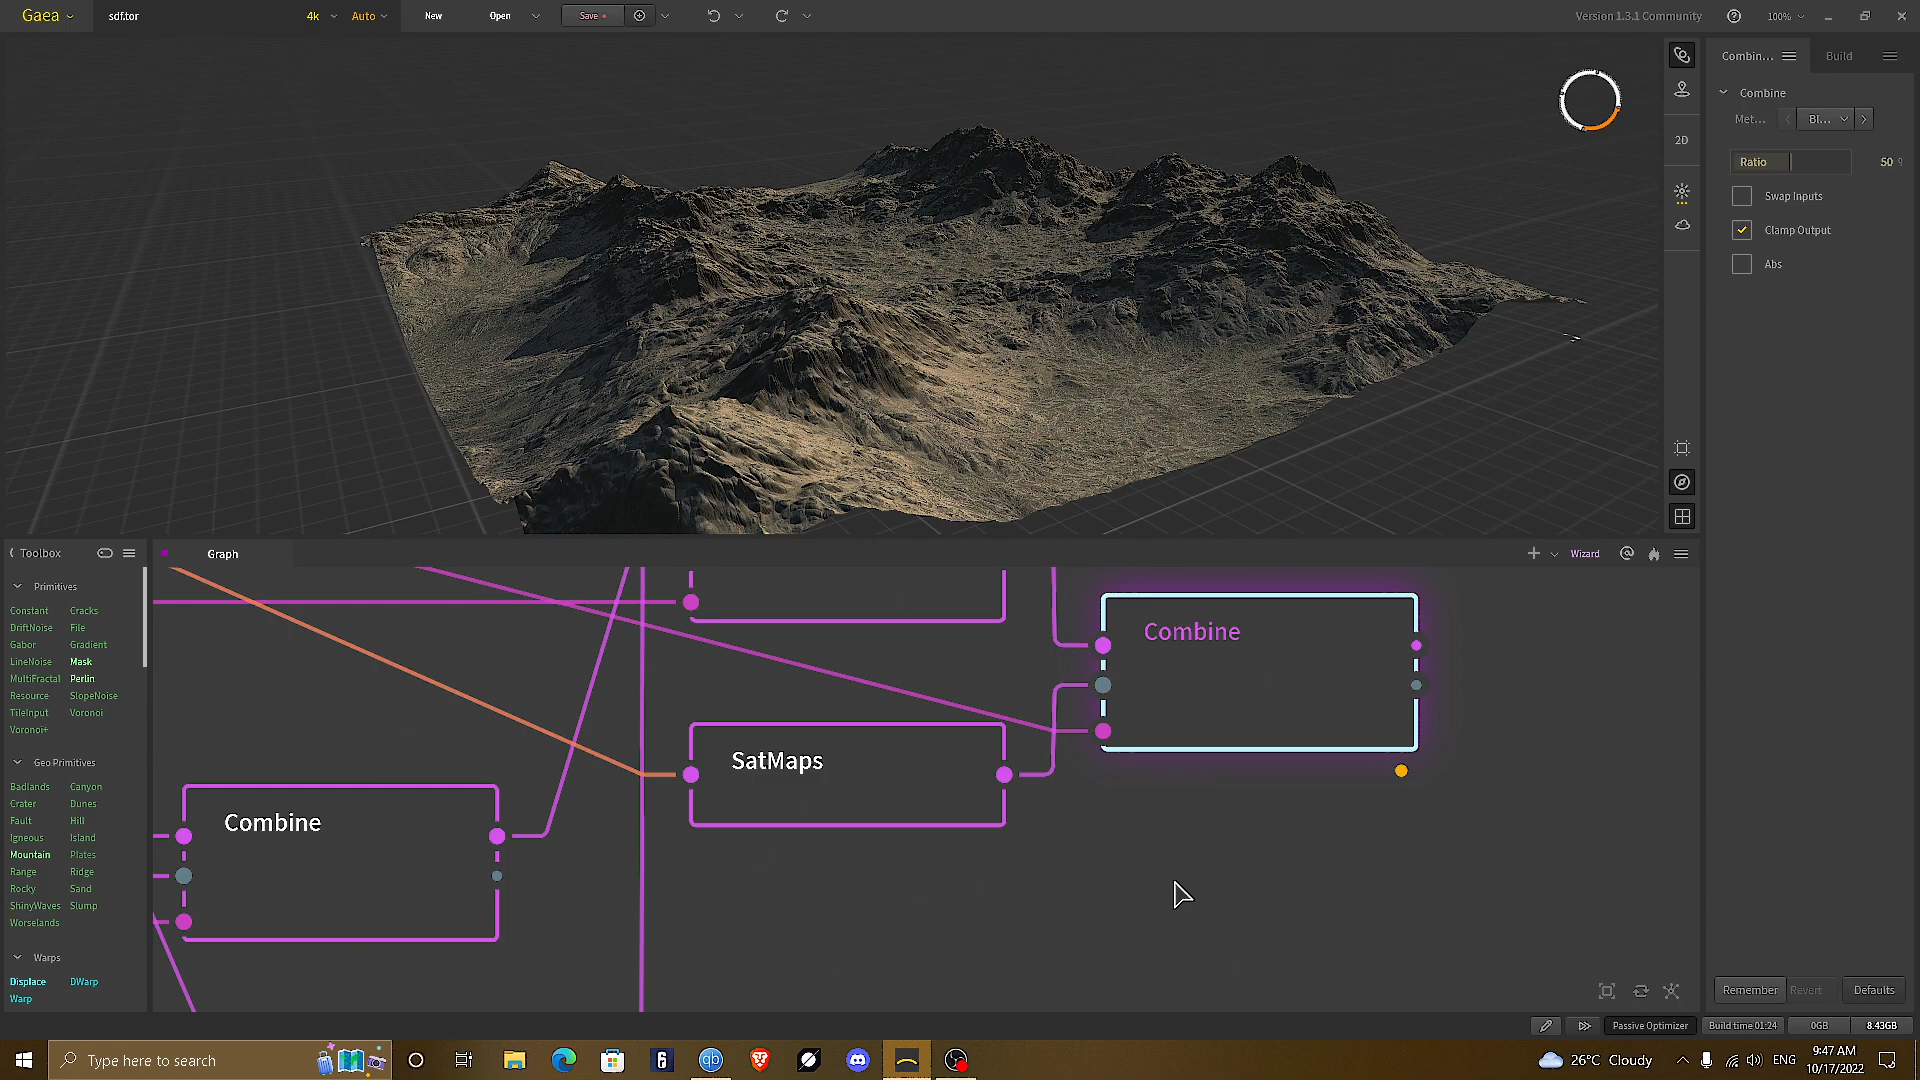 Gaea
sdf.tor
4k
Auto
New
Open
Save
Version 1.3.1 Community
100%
Combin...
Build
Combine
Met...
Bl...
Ratio
50
Swap Inputs
Clamp Output
Abs
2D
Toolbox
Graph
Wizard
Primitives
Constant Cracks
DriftNoise File
Gabor Gradient
LineNoise Mask
MultiFractal Perlin
Resource SlopeNoise
TileInput Voronoi
Voronoi+
Geo Primitives
Badlands Canyon
Crater Dunes
Fault Hill
Igneous Island
Mountain Plates
Range Ridge
Rocky Sand
ShinyWaves Slump
Worselands
Warps
Displace DWarp
Warp
Combine
SatMaps
Combine
Remember
Revert
Defaults
Passive Optimizer
Build time 01:24
0GB
8.43GB
Type here to search
26°C Cloudy
ENG
9:47 AM
10/17/2022